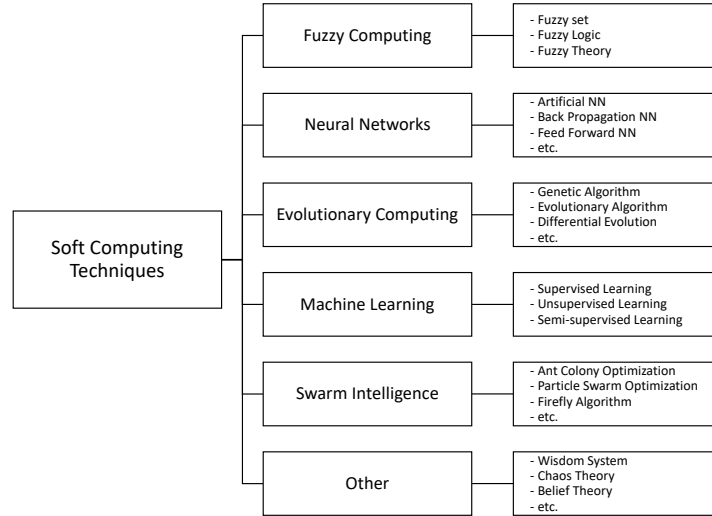 Soft Computing
Techniques
Fuzzy Computing
- Fuzzy set
- Fuzzy Logic
- Fuzzy Theory
Neural Networks
- Artificial NN
- Back Propagation NN
- Feed Forward NN
- etc.
Evolutionary Computing
- Genetic Algorithm
- Evolutionary Algorithm
- Differential Evolution
- etc.
Machine Learning
- Supervised Learning
- Unsupervised Learning
- Semi-supervised Learning
Swarm Intelligence
- Ant Colony Optimization
- Particle Swarm Optimization
- Firefly Algorithm
- etc.
Other
- Wisdom System
- Chaos Theory
- Belief Theory
- etc.